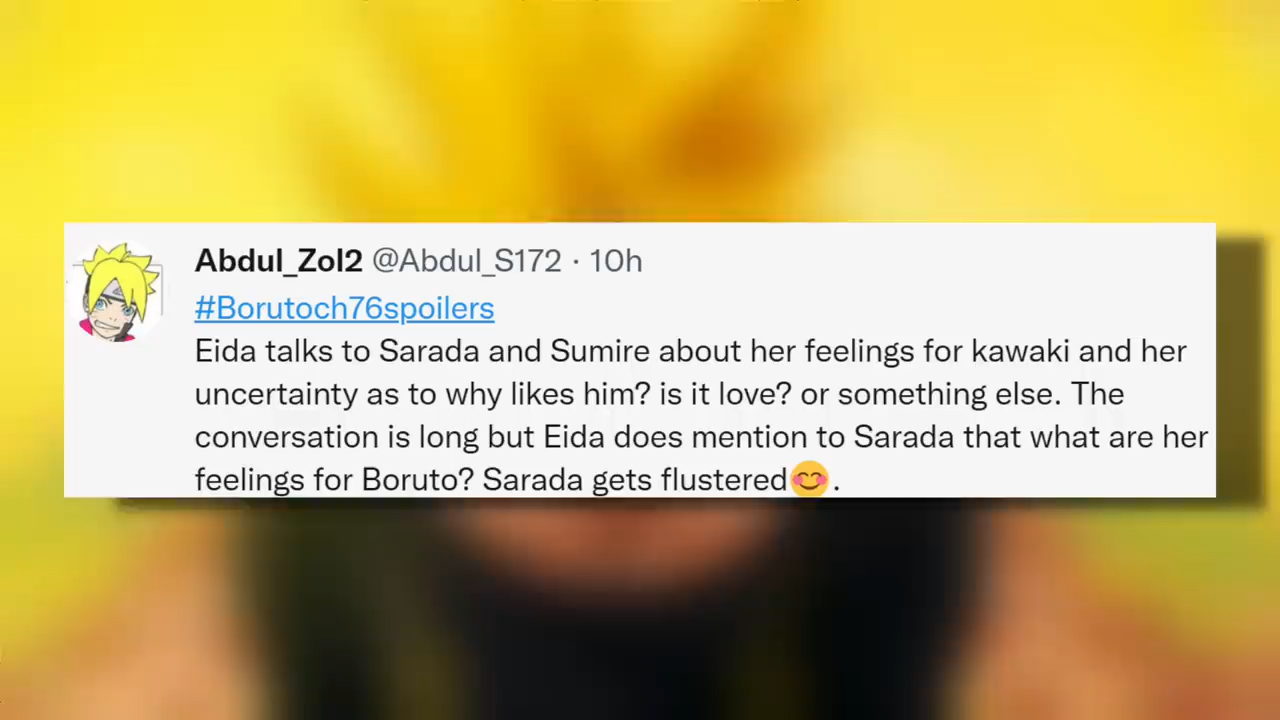 Abdul_Zol2 @Abdul_S172 · 10h
#Borutoch76spoilers
Eida talks to Sarada and Sumire about her feelings for kawaki and her
uncertainty as to why likes him? is it love? or something else. The
conversation is long but Eida does mention to Sarada that what are her
feelings for Boruto? Sarada gets flustered😊.